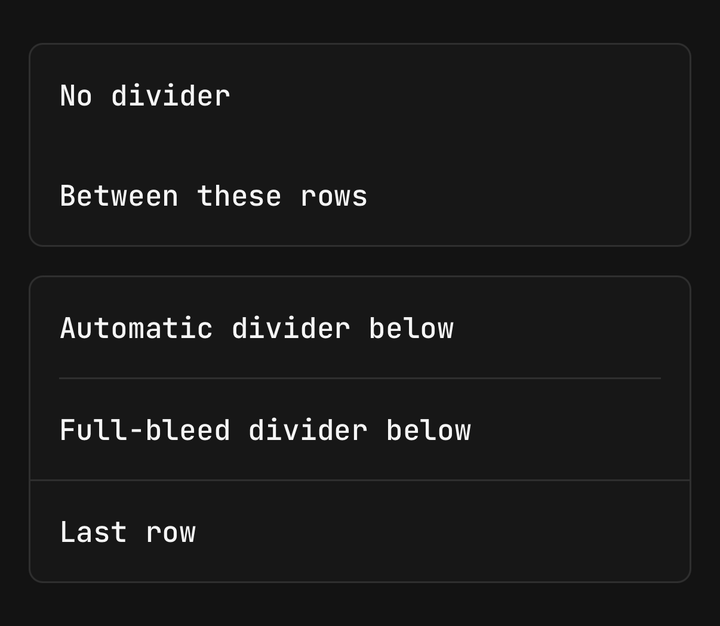 No divider
Between these rows
Automatic divider below
Full-bleed divider below
Last row